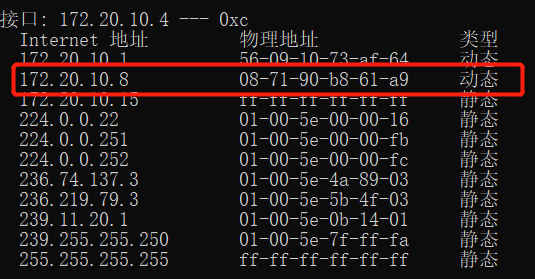 接口: 172.20.10.4 --- 0xc
Internet 地址 物理地址 类型
172.20.10.1 56-09-10-73-af-64 动态
172.20.10.8 08-71-90-b8-61-a9 动态
172.20.10.15 ff-ff-ff-ff-ff-ff 静态
224.0.0.22 01-00-5e-00-00-16 静态
224.0.0.251 01-00-5e-00-00-fb 静态
224.0.0.252 01-00-5e-00-00-fc 静态
236.74.137.3 01-00-5e-4a-89-03 静态
236.219.79.3 01-00-5e-5b-4f-03 静态
239.11.20.1 01-00-5e-0b-14-01 静态
239.255.255.250 01-00-5e-7f-ff-fa 静态
255.255.255.255 ff-ff-ff-ff-ff-ff 静态